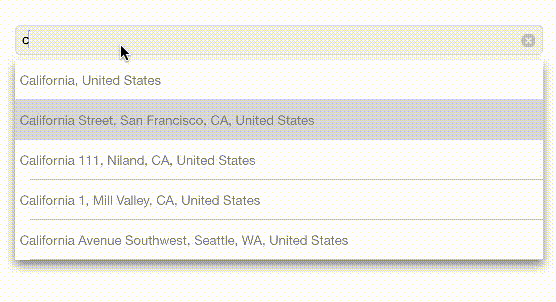 c
California, United States
California Street, San Francisco, CA, United States
California 111, Niland, CA, United States
California 1, Mill Valley, CA, United States
California Avenue Southwest, Seattle, WA, United States